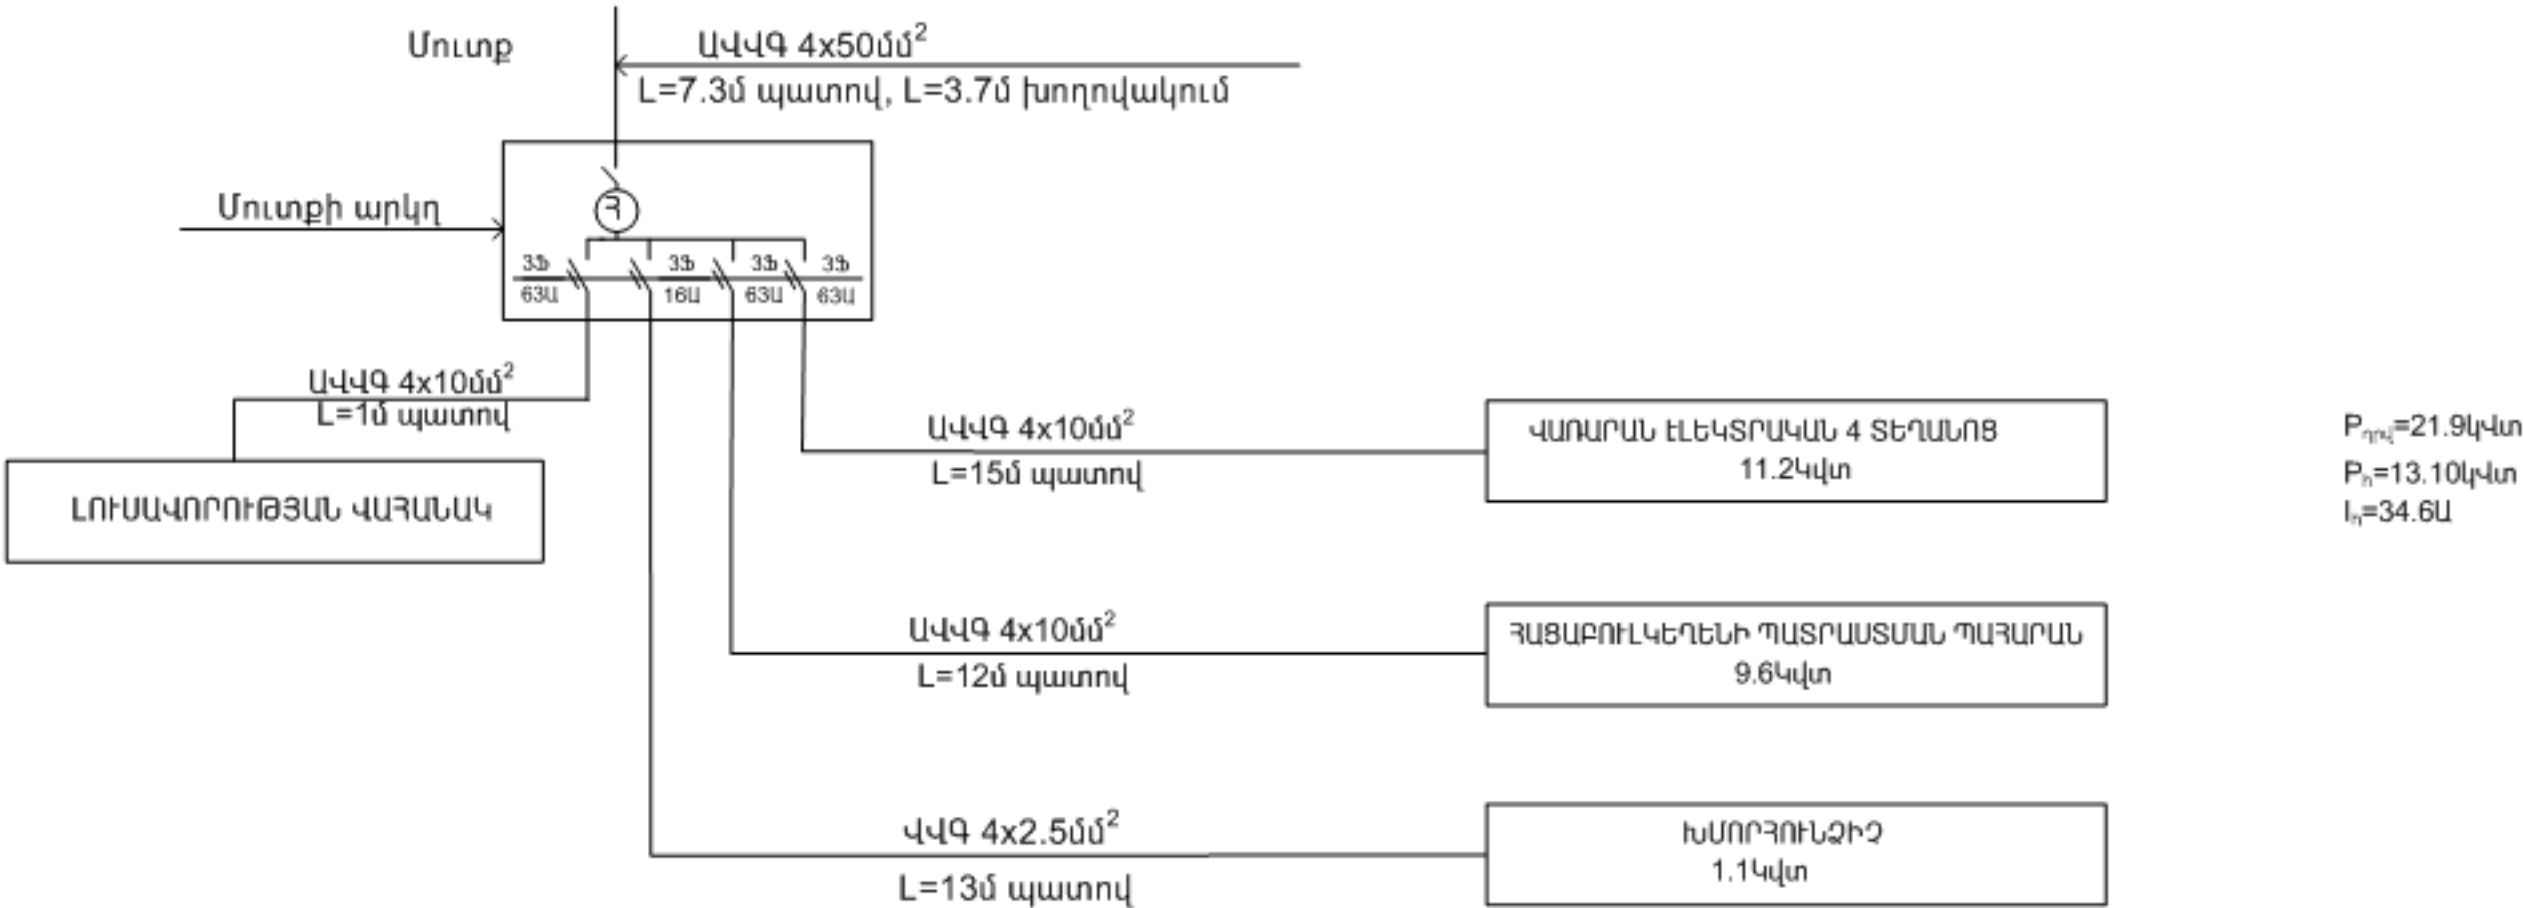 Մուտք
ԱՎՎԳ 4x50մմ²
L=7.3մ պատով, L=3.7մ խողովակում
Մուտքի արկղ
Հ
3Ֆ 3Ֆ 3Ֆ 3Ֆ
63Ա 16Ա 63Ա 63Ա
ԱՎՎԳ 4x10մմ²
L=1մ պատով
ԼՈՒՍԱՎՈՐՈՒԹՅԱՆ ՎԱՀԱՆԱԿ
ԱՎՎԳ 4x10մմ²
L=15մ պատով
ՎԱՌԱՐԱՆ ԷԼԵԿՏՐԱԿԱՆ 4 ՏԵՂԱՆՈՑ
11.2Կվտ
Pդրվ=21.9կՎտ
Pհ=13.10կՎտ
Iհ=34.6Ա
ԱՎՎԳ 4x10մմ²
L=12մ պատով
ՀԱՑԱԲՈՒԼԿԵՂԵՆԻ ՊԱՏՐԱՍՏՄԱՆ ՊԱՀԱՐԱՆ
9.6Կվտ
ՎՎԳ 4x2.5մմ²
L=13մ պատով
ԽՄՈՐՀՈՒՆՁԻՉ
1.1Կվտ